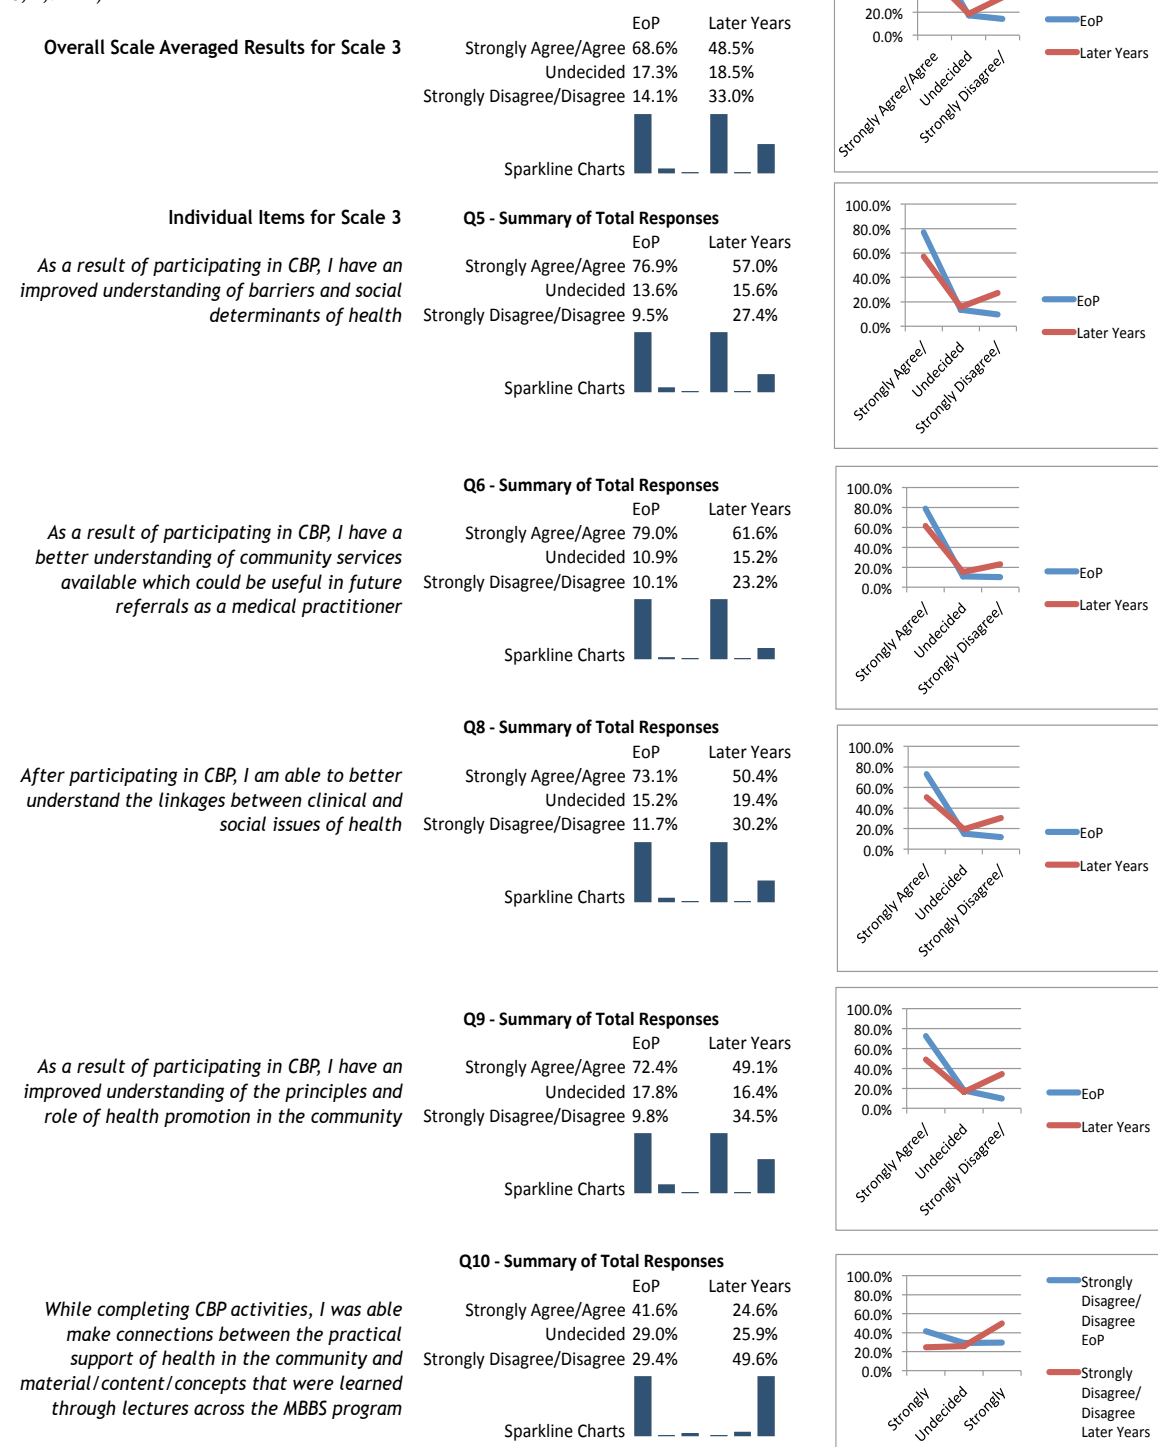 20.0%
0.0%
EoP
Later Years
Strongly Agree/Agree
Undecided
Strongly Disagree/
EoP Later Years
Overall Scale Averaged Results for Scale 3
Strongly Agree/Agree 68.6% 48.5%
Undecided 17.3% 18.5%
Strongly Disagree/Disagree 14.1% 33.0%
Sparkline Charts
Individual Items for Scale 3
Q5 - Summary of Total Responses
EoP Later Years
As a result of participating in CBP, I have an
improved understanding of barriers and social
determinants of health
Strongly Agree/Agree 76.9% 57.0%
Undecided 13.6% 15.6%
Strongly Disagree/Disagree 9.5% 27.4%
Sparkline Charts
100.0%
80.0%
60.0%
40.0%
20.0%
0.0%
EoP
Later Years
Strongly Agree/
Undecided
Strongly Disagree/
Q6 - Summary of Total Responses
EoP Later Years
As a result of participating in CBP, I have a
better understanding of community services
available which could be useful in future
referrals as a medical practitioner
Strongly Agree/Agree 79.0% 61.6%
Undecided 10.9% 15.2%
Strongly Disagree/Disagree 10.1% 23.2%
Sparkline Charts
100.0%
80.0%
60.0%
40.0%
20.0%
0.0%
EoP
Later Years
Strongly Agree/
Undecided
Strongly Disagree/
Q8 - Summary of Total Responses
EoP Later Years
After participating in CBP, I am able to better
understand the linkages between clinical and
social issues of health
Strongly Agree/Agree 73.1% 50.4%
Undecided 15.2% 19.4%
Strongly Disagree/Disagree 11.7% 30.2%
Sparkline Charts
100.0%
80.0%
60.0%
40.0%
20.0%
0.0%
EoP
Later Years
Strongly Agree/
Undecided
Strongly Disagree/
Q9 - Summary of Total Responses
EoP Later Years
As a result of participating in CBP, I have an
improved understanding of the principles and
role of health promotion in the community
Strongly Agree/Agree 72.4% 49.1%
Undecided 17.8% 16.4%
Strongly Disagree/Disagree 9.8% 34.5%
Sparkline Charts
100.0%
80.0%
60.0%
40.0%
20.0%
0.0%
EoP
Later Years
Strongly Agree/
Undecided
Strongly Disagree/
Q10 - Summary of Total Responses
EoP Later Years
While completing CBP activities, I was able
make connections between the practical
support of health in the community and
material/content/concepts that were learned
through lectures across the MBBS program
Strongly Agree/Agree 41.6% 24.6%
Undecided 29.0% 25.9%
Strongly Disagree/Disagree 29.4% 49.6%
Sparkline Charts
100.0%
80.0%
60.0%
40.0%
20.0%
0.0%
Strongly
Disagree/
Disagree
EoP
Strongly
Disagree/
Disagree
Later Years
Strongly
Undecided
Strongly